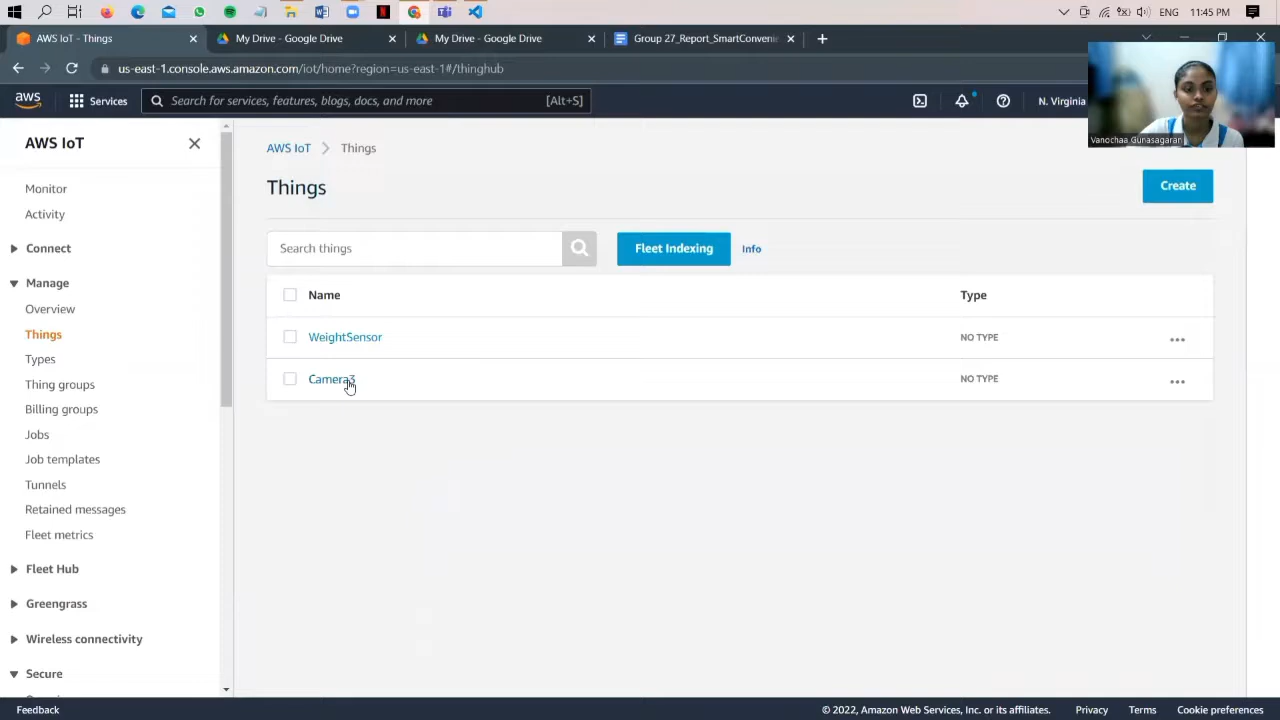 ENG
11:45 PM
AWS IoT - Things
My Drive - Google Drive
My Drive - Google Drive
Group 27_Report_SmartConveni
us-east-1.console.aws.amazon.com/iot/home?region=us-east-1#/thinghub
aws
Services
Search for services, features, blogs, docs, and more
[Alt+S]
N. Virginia
Vanochaa Gunasagaran
AWS IoT
Monitor
Activity
Connect
Manage
Overview
Things
Types
Thing groups
Billing groups
Jobs
Job templates
Tunnels
Retained messages
Fleet metrics
Fleet Hub
Greengrass
Wireless connectivity
Secure
AWS IoT
Things
Things
Create
Search things
Fleet Indexing
Info
Name
Type
WeightSensor
NO TYPE
Camera3
NO TYPE
Feedback
© 2022, Amazon Web Services, Inc. or its affiliates.
Privacy
Terms
Cookie preferences